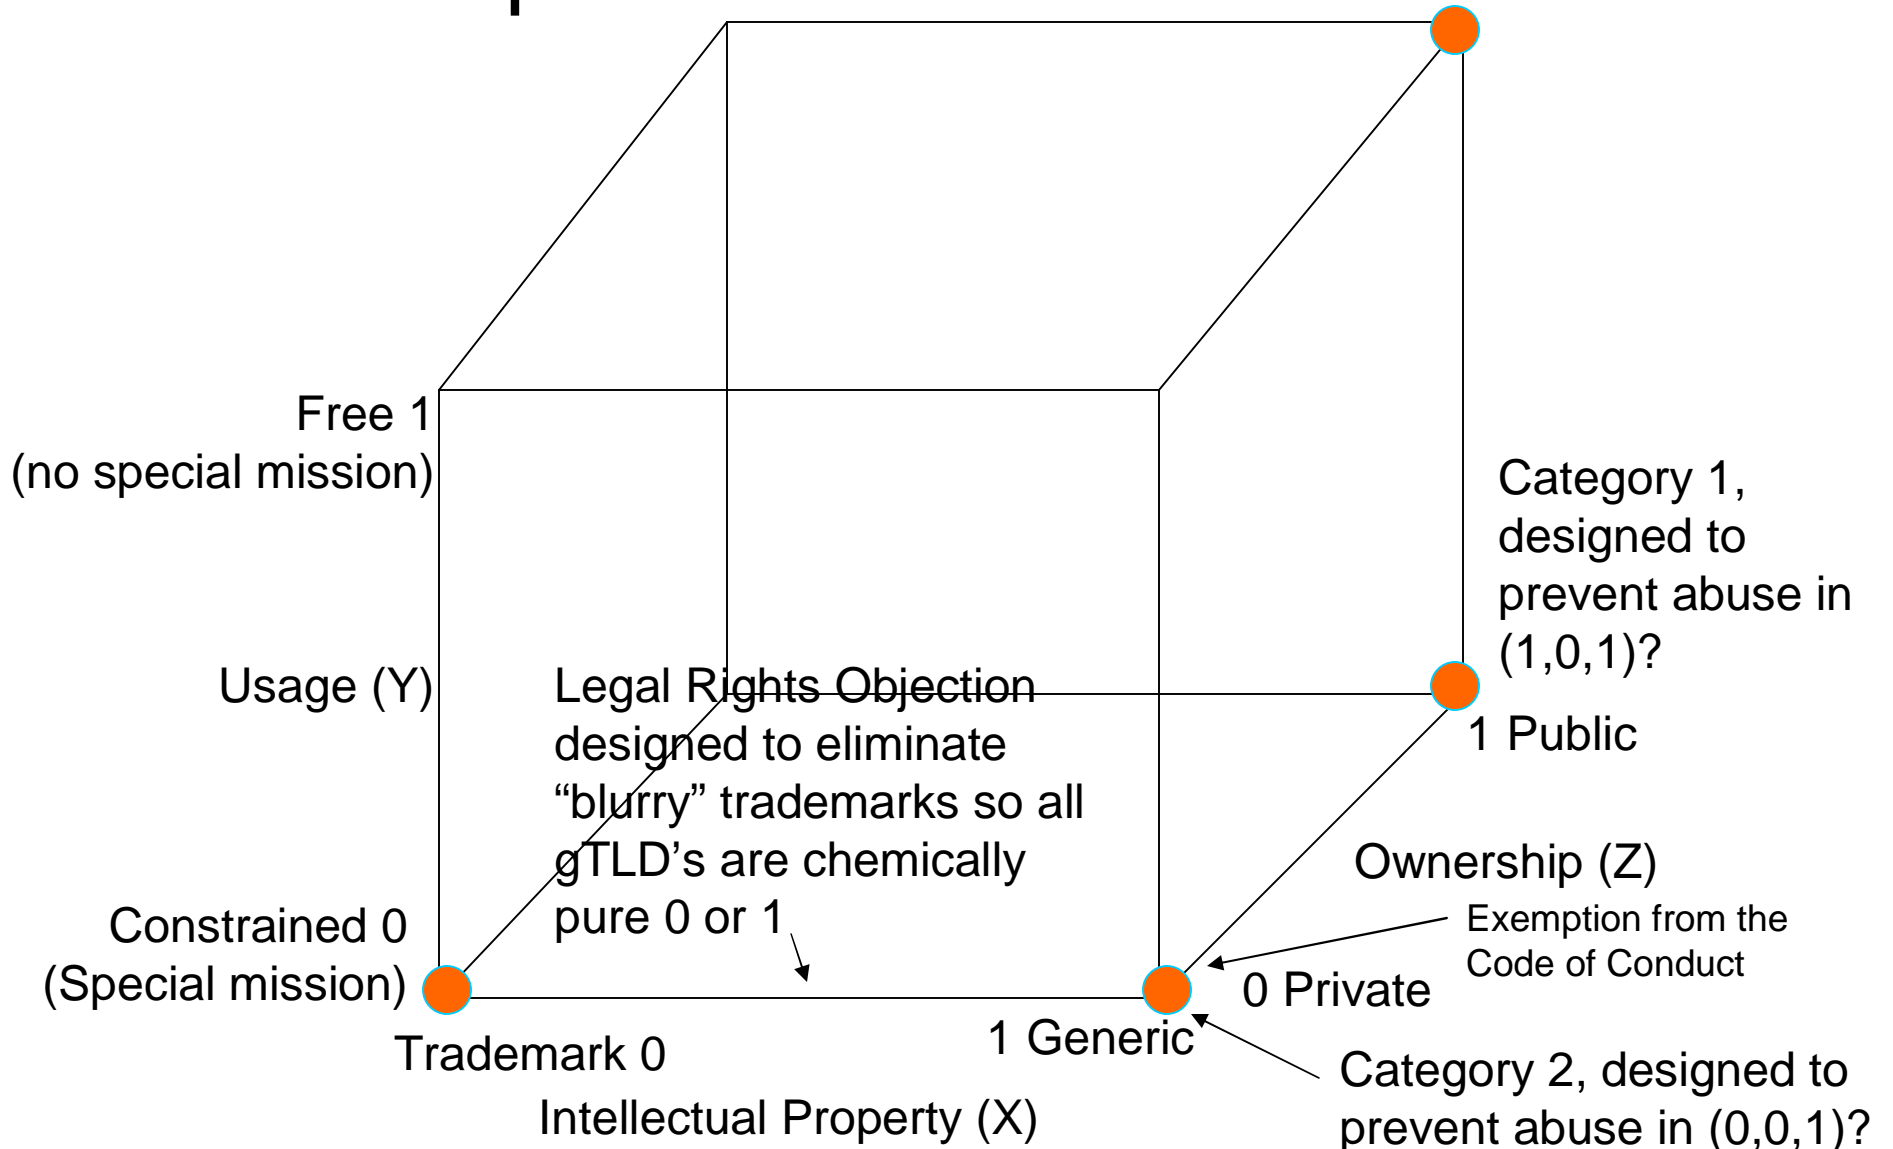 Free 1
(no special mission)
Category 1,
designed to
prevent abuse in
(1,0,1)?
Usage (Y)
Legal Rights Objection
designed to eliminate
“blurry” trademarks so all
gTLD’s are chemically
pure 0 or 1
1 Public
Ownership (Z)
Exemption from the
Code of Conduct
Constrained 0
(Special mission)
0 Private
1 Generic
Trademark 0
Intellectual Property (X)
Category 2, designed to
prevent abuse in (0,0,1)?